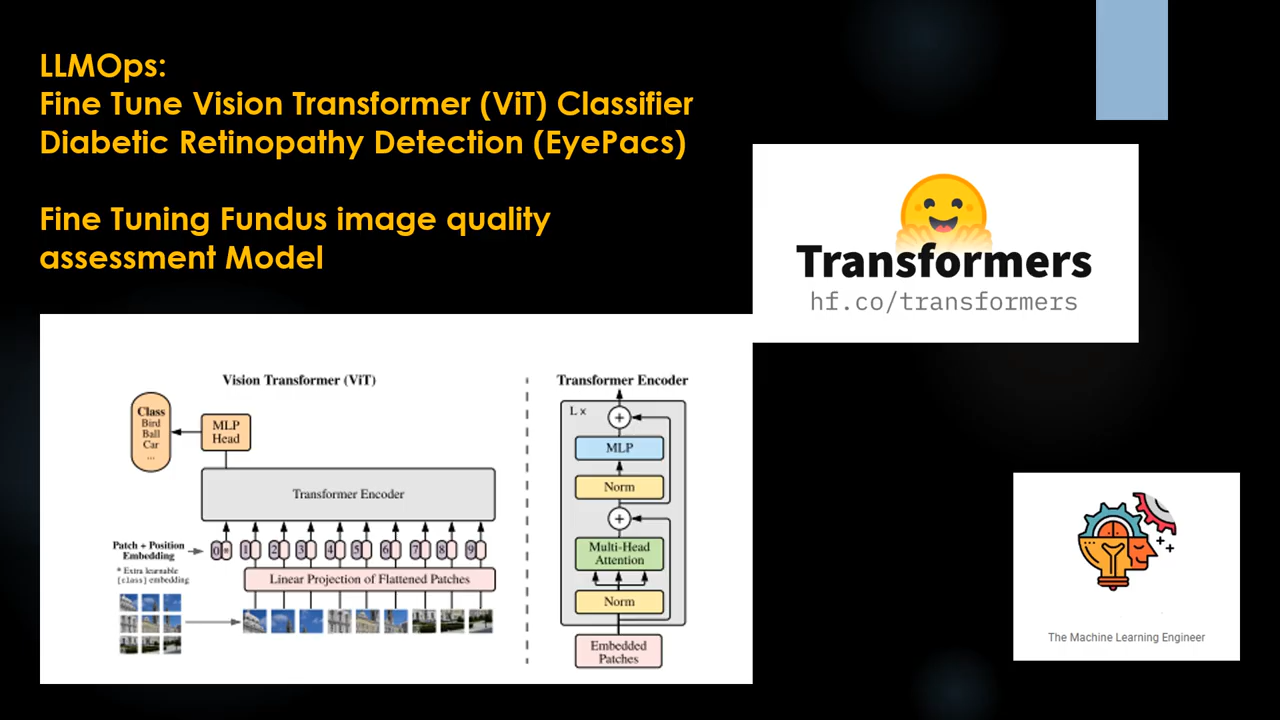 LLMOps:
Fine Tune Vision Transformer (ViT) Classifier
Diabetic Retinopathy Detection (EyePacs)
Fine Tuning Fundus image quality
assessment Model
Transformers
hf.co/transformers
Vision Transformer (ViT)
Class
Bird
Ball
Car
...
MLP
Head
Transformer Encoder
Patch + Position
Embedding
* Extra learnable
[class] embedding
0 * 1 2 3 4 5 6 7 8 9
Linear Projection of Flattened Patches
Transformer Encoder
L ×
+
MLP
Norm
+
Multi-Head
Attention
Norm
Embedded
Patches
The Machine Learning Engineer